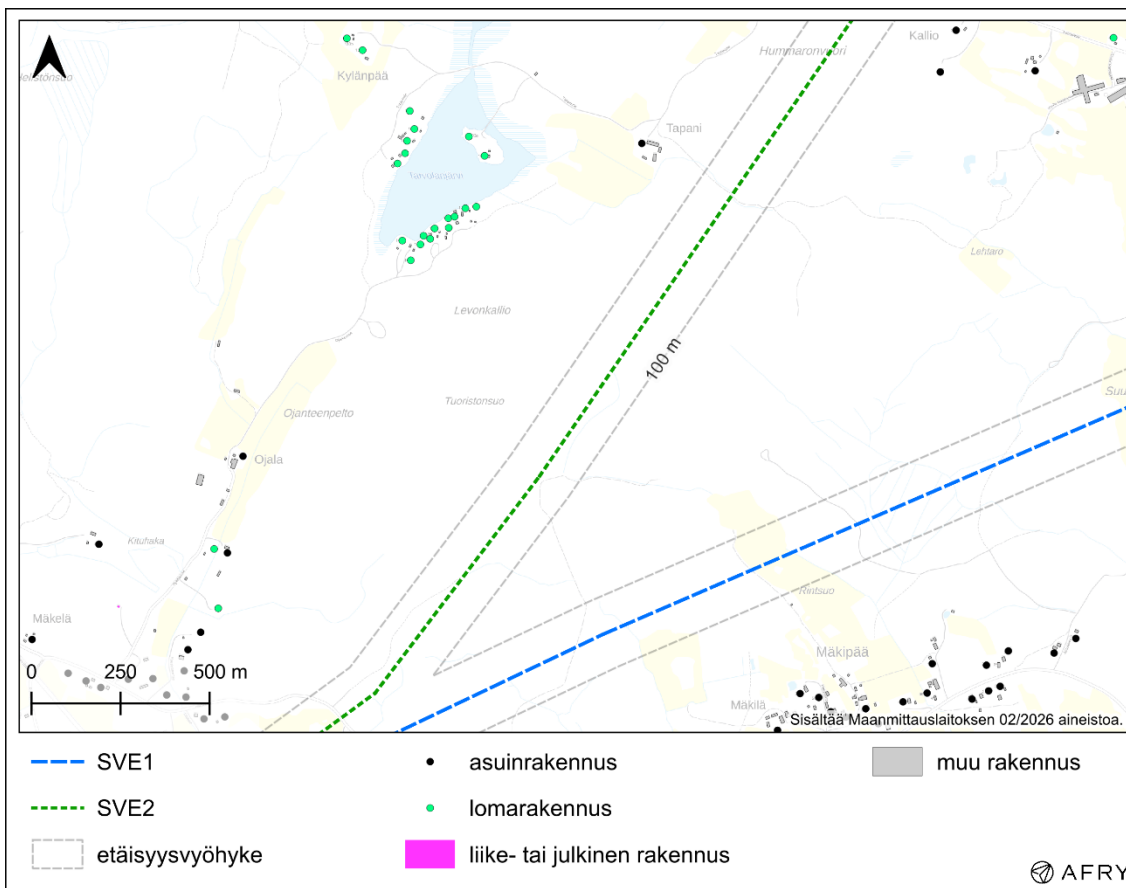 Hummaronvuori
Kallio
Kylänpää
Tapani
Lehtaro
Levonkallio
100 m
Tuoristonsuo
Ojanteenpelto
Suu
Ojala
Kituhaka
Rintsuo
Mäkelä
Mäkipää
0 250 500 m
Mäkilä
Sisältää Maanmittauslaitoksen 02/2026 aineistoa.
SVE1
asuinrakennus
muu rakennus
SVE2
lomarakennus
etäisyysvyöhyke
liike- tai julkinen rakennus
AFRY